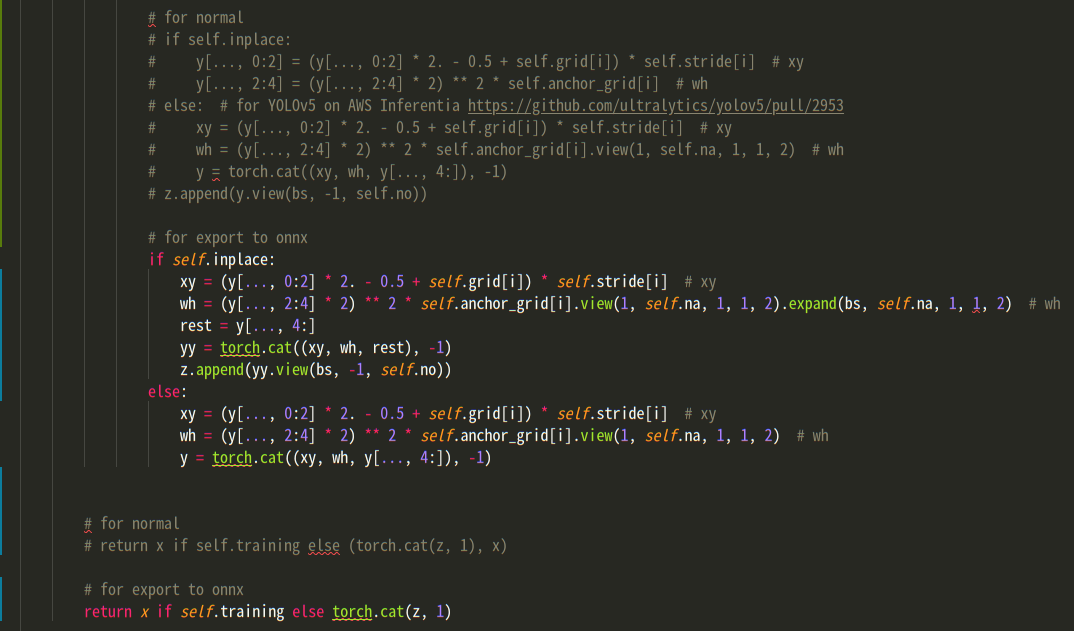 # for normal
# if self.inplace:
#     y[..., 0:2] = (y[..., 0:2] * 2. - 0.5 + self.grid[i]) * self.stride[i]  # xy
#     y[..., 2:4] = (y[..., 2:4] * 2) ** 2 * self.anchor_grid[i]  # wh
# else:  # for YOLOv5 on AWS Inferentia https://github.com/ultralytics/yolov5/pull/2953
#     xy = (y[..., 0:2] * 2. - 0.5 + self.grid[i]) * self.stride[i]  # xy
#     wh = (y[..., 2:4] * 2) ** 2 * self.anchor_grid[i].view(1, self.na, 1, 1, 2)  # wh
#     y = torch.cat((xy, wh, y[..., 4:]), -1)
# z.append(y.view(bs, -1, self.no))
# for export to onnx
if self.inplace:
xy = (y[..., 0:2] * 2. - 0.5 + self.grid[i]) * self.stride[i]  # xy
wh = (y[..., 2:4] * 2) ** 2 * self.anchor_grid[i].view(1, self.na, 1, 1, 2).expand(bs, self.na, 1, 1, 2)  # wh
rest = y[..., 4:]
yy = torch.cat((xy, wh, rest), -1)
z.append(yy.view(bs, -1, self.no))
else:
xy = (y[..., 0:2] * 2. - 0.5 + self.grid[i]) * self.stride[i]  # xy
wh = (y[..., 2:4] * 2) ** 2 * self.anchor_grid[i].view(1, self.na, 1, 1, 2)  # wh
y = torch.cat((xy, wh, y[..., 4:]), -1)
# for normal
# return x if self.training else (torch.cat(z, 1), x)
# for export to onnx
return x if self.training else torch.cat(z, 1)